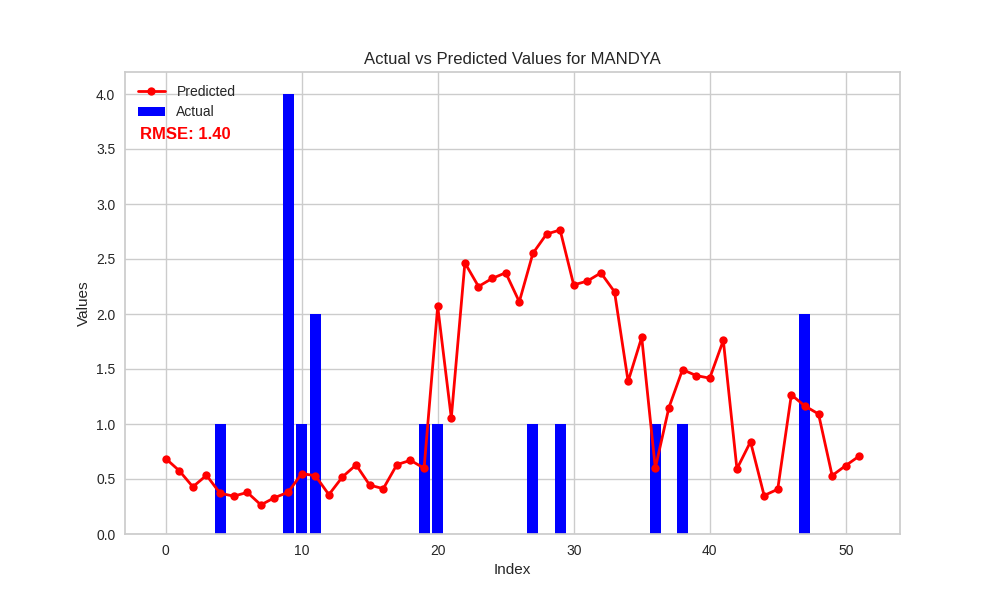 Actual vs Predicted Values for MANDYA
Predicted
Actual
RMSE: 1.40
4.0
3.5
3.0
2.5
2.0
1.5
1.0
0.5
0.0
Values
0 10 20 30 40 50
Index